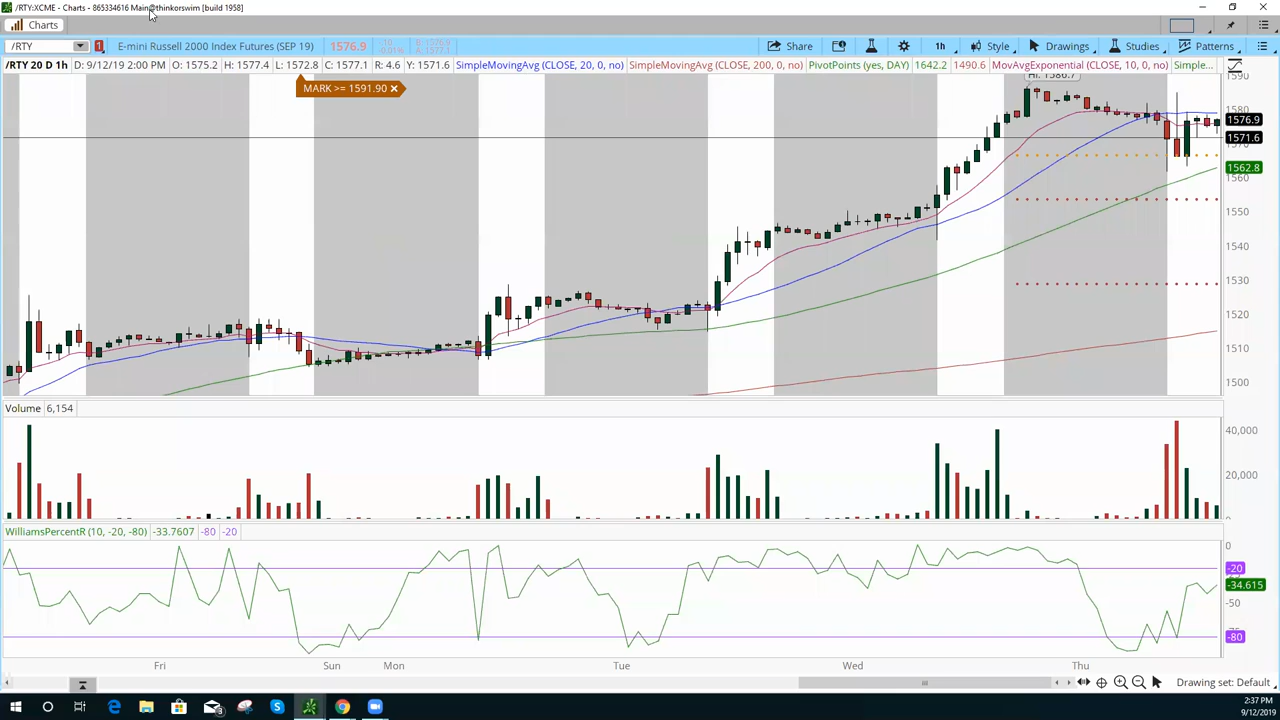 /RTY:XCME - Charts - 865334616 Main@thinkorswim [build 1958]
Charts
/RTY 1 E-mini Russell 2000 Index Futures (SEP 19) 1576.9 Share 1h Style Drawings Studies Patterns
/RTY 20 D 1h D: 9/12/19 2:00 PM O: 1575.2 H: 1577.4 L: 1572.8 C: 1577.1 R: 4.6 Y: 1571.6 SimpleMovingAvg (CLOSE, 20, 0, no) SimpleMovingAvg (CLOSE, 200, 0, no) PivotPoints (yes, DAY) 1642.2 1490.6 MovAvgExponential (CLOSE, 10, 0, no) Simple...
MARK >= 1591.90
Hi: 1586.7
1590
1580
1576.9
1571.6
1570
1562.8
1560
1550
1540
1530
1520
1510
1500
Volume 6,154
40,000
20,000
WilliamsPercentR (10, -20, -80) -33.7607 -80 -20
0
-20
-34.615
-50
-80
Fri Sun Mon Tue Wed Thu
Drawing set: Default
3
2:37 PM
9/12/2019